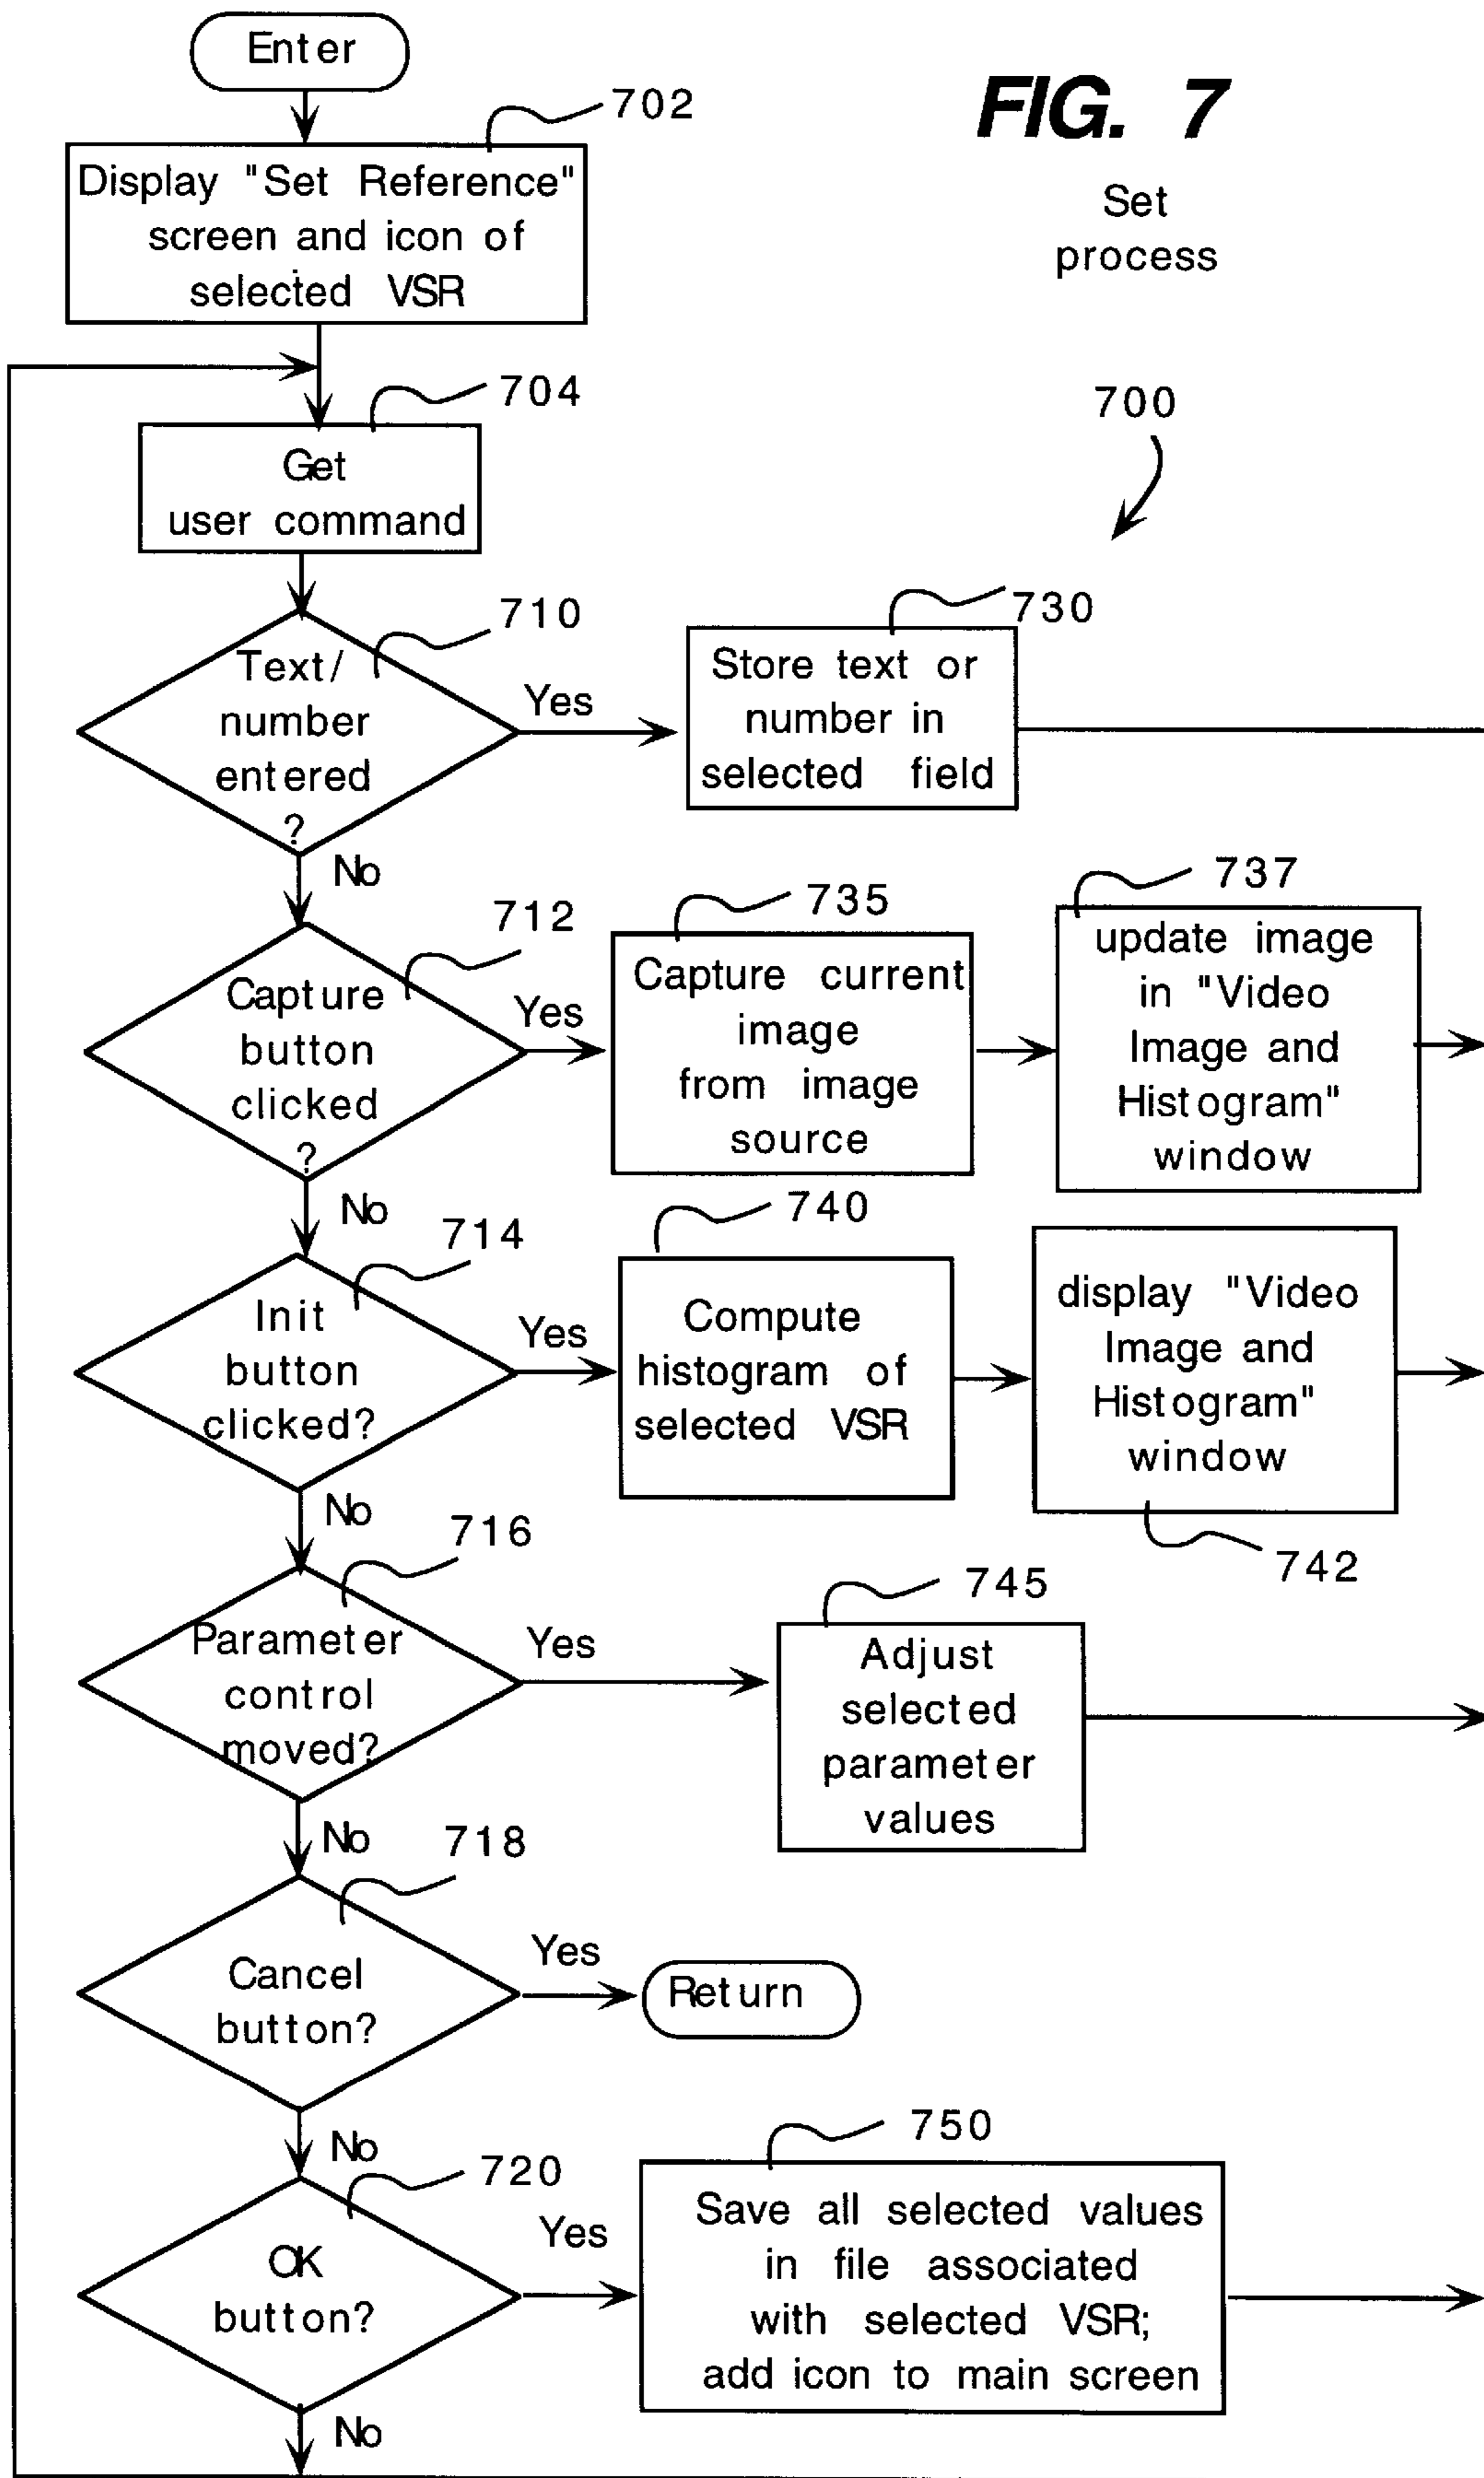 Enter
FIG. 7
Set
process
700
702
Display "Set Reference"
screen and icon of
selected VSR
704
Get
user command
710
Text/
number
entered
?
Yes
730
Store text or
number in
selected field
No
712
Capture
button
clicked
?
Yes
735
Capture current
image
from image
source
737
update image
in "Video
Image and
Histogram"
window
No
714
Init
button
clicked?
Yes
740
Compute
histogram of
selected VSR
display "Video
Image and
Histogram"
window
742
No
716
Parameter
control
moved?
Yes
745
Adjust
selected
parameter
values
No
718
Cancel
button?
Yes
Return
No
720
OK
button?
Yes
750
Save all selected values
in file associated
with selected VSR;
add icon to main screen
No